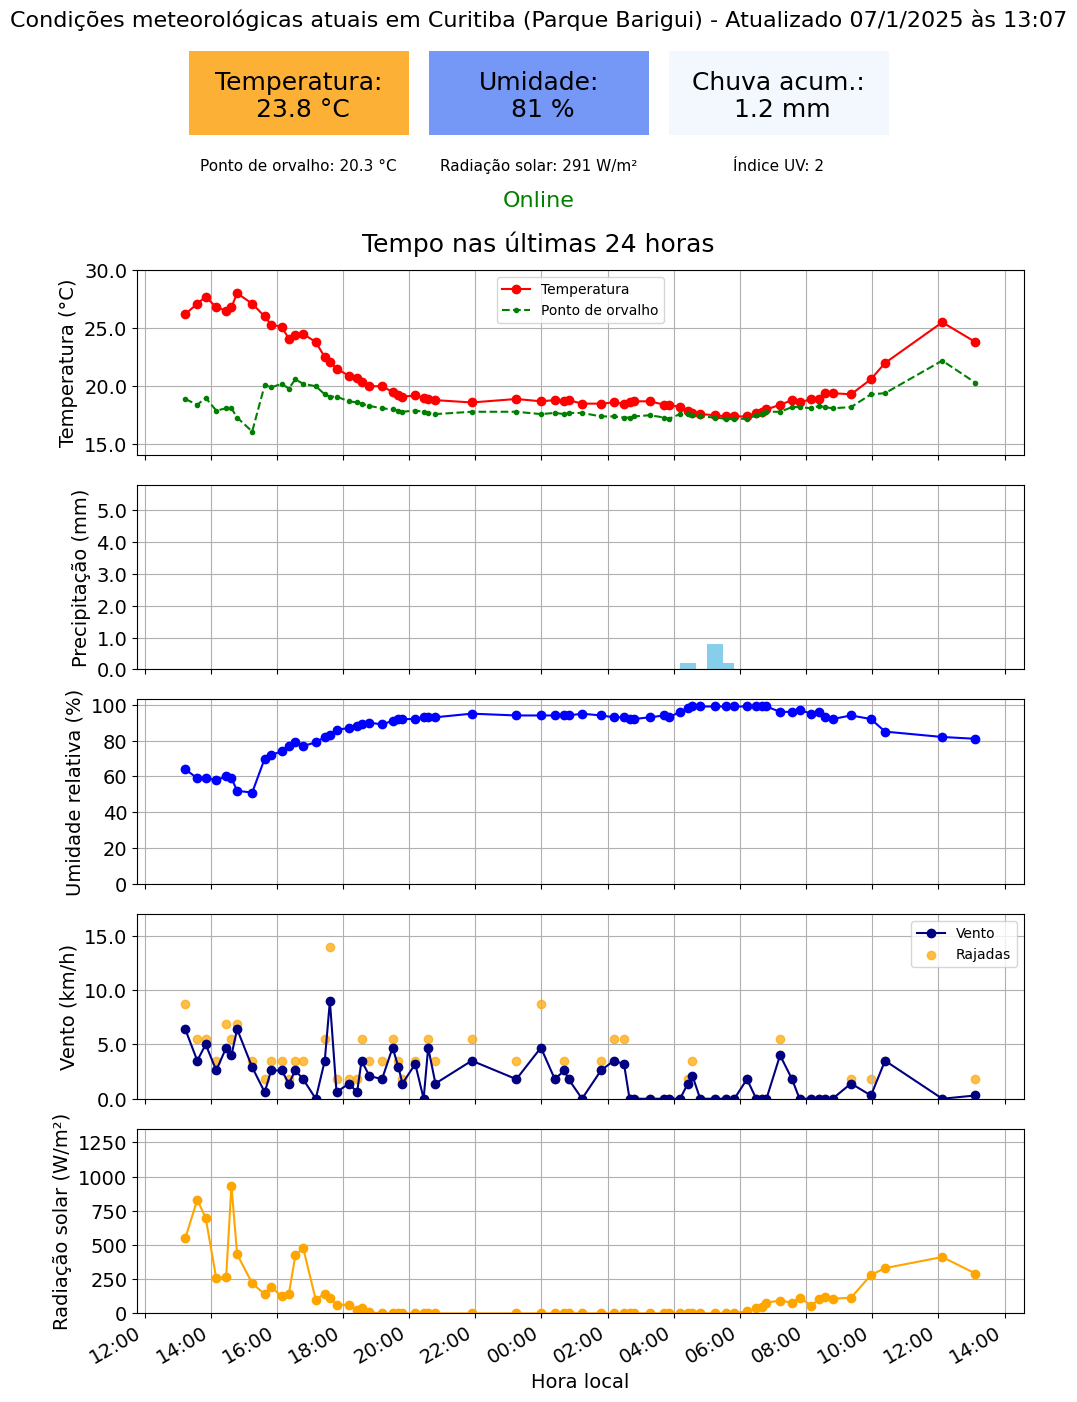 Condições meteorológicas atuais em Curitiba (Parque Barigui) - Atualizado 07/1/2025 às 13:07
Temperatura:
23.8 °C
Umidade:
81 %
Chuva acum.:
1.2 mm
Ponto de orvalho: 20.3 °C
Radiação solar: 291 W/m²
Índice UV: 2
Online
Tempo nas últimas 24 horas
Temperatura (°C)
30.0
25.0
20.0
15.0
Temperatura
Ponto de orvalho
Precipitação (mm)
5.0
4.0
3.0
2.0
1.0
0.0
Umidade relativa (%)
100
80
60
40
20
0
Vento (km/h)
15.0
10.0
5.0
0.0
Vento
Rajadas
Radiação solar (W/m²)
1250
1000
750
500
250
0
12:00
14:00
16:00
18:00
20:00
22:00
00:00
02:00
04:00
06:00
08:00
10:00
12:00
14:00
Hora local